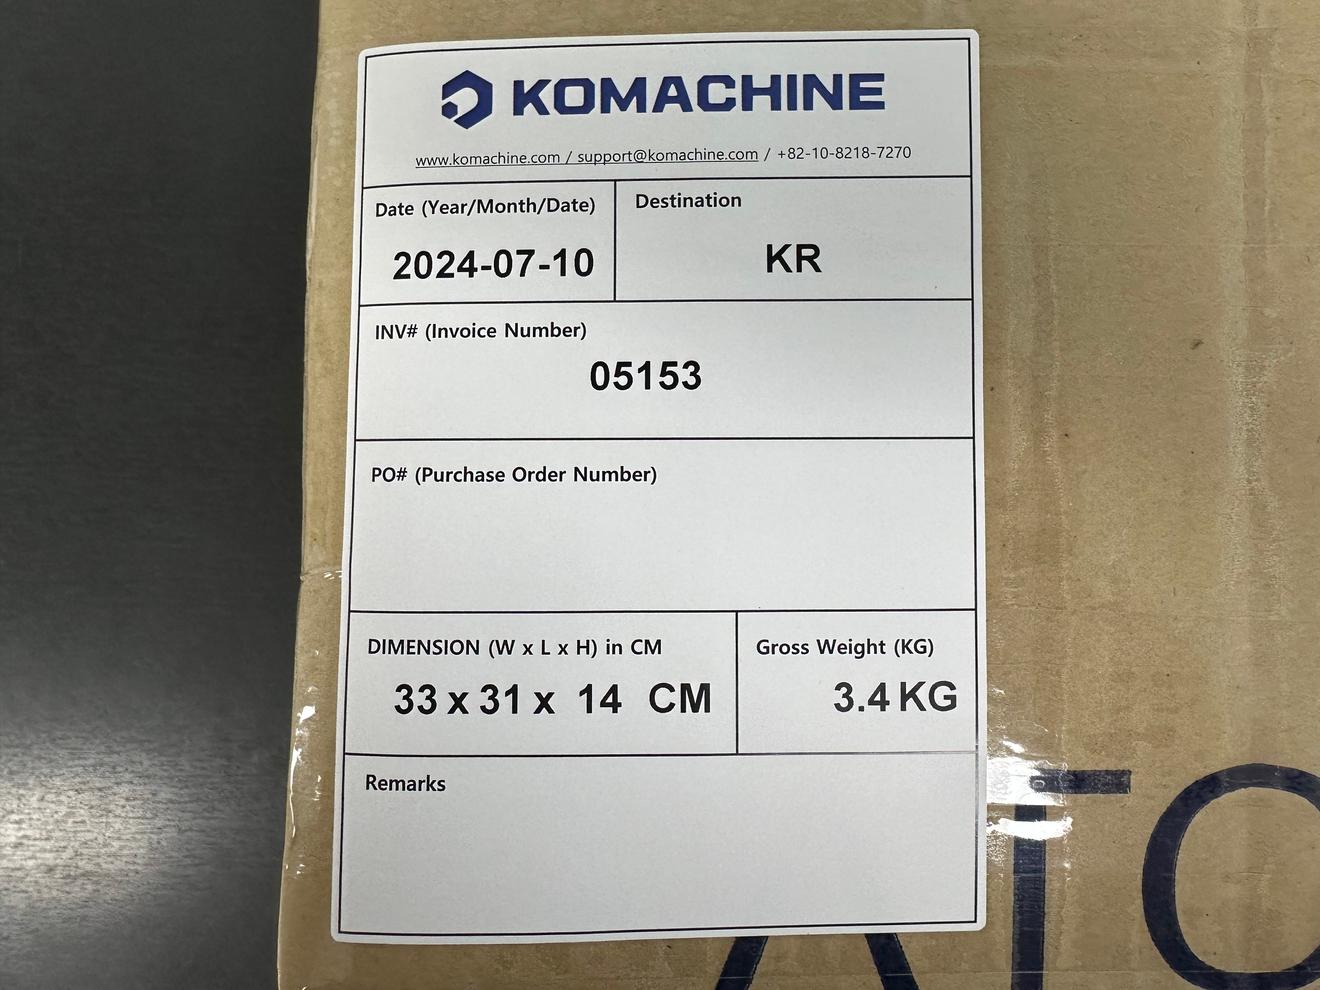 KOMACHINE
www.komachine.com / support@komachine.com / +82-10-8218-7270
Date (Year/Month/Date)
2024-07-10
Destination
KR
INV# (Invoice Number)
05153
PO# (Purchase Order Number)
DIMENSION (W x L x H) in CM
33 x 31 x 14 CM
Gross Weight (KG)
3.4 KG
Remarks
ATO